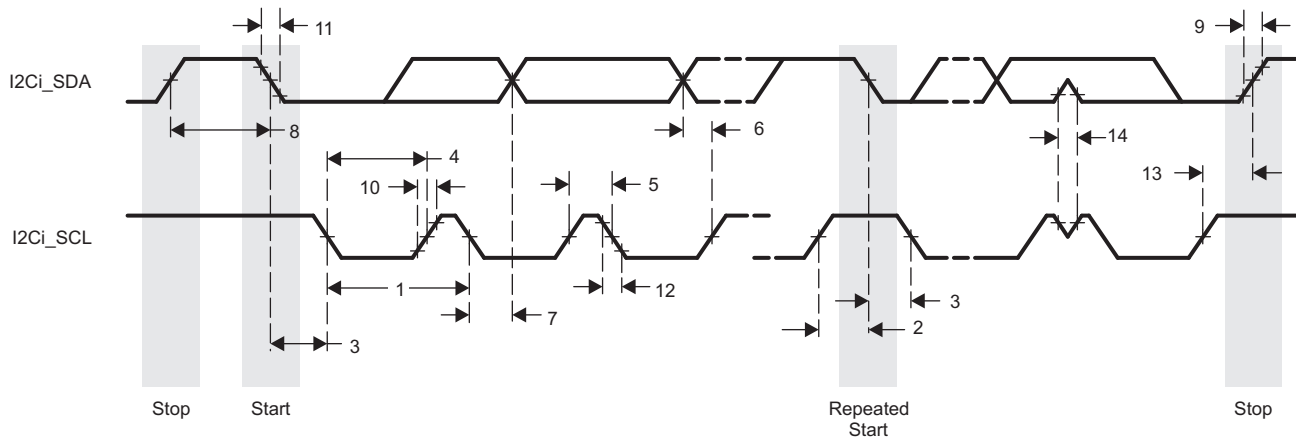 11
9
I2Ci_SDA
8
6
14
4
10
5
13
I2Ci_SCL
1
12
3
7
2
3
Stop
Start
Repeated
Start
Stop